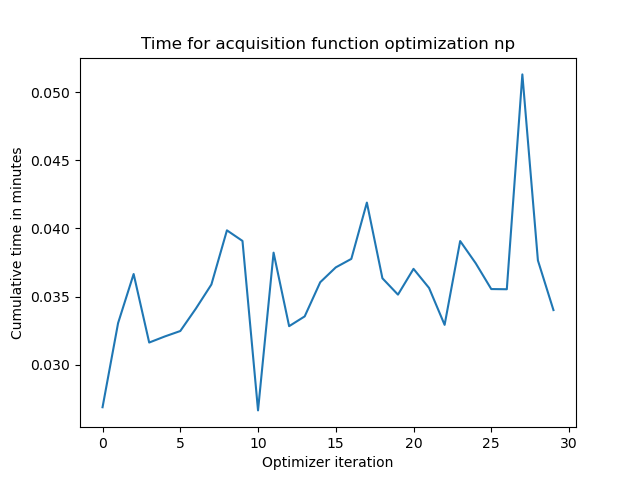 Time for acquisition function optimization np
Cumulative time in minutes
0.050
0.045
0.040
0.035
0.030
0 5 10 15 20 25 30
Optimizer iteration